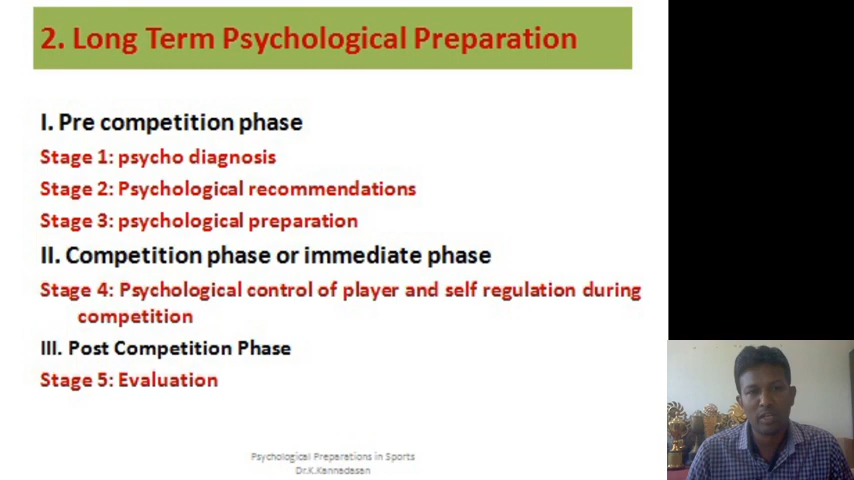 2. Long Term Psychological Preparation
I. Pre competition phase
Stage 1: psycho diagnosis
Stage 2: Psychological recommendations
Stage 3: psychological preparation
II. Competition phase or immediate phase
Stage 4: Psychological control of player and self regulation during
competition
III. Post Competition Phase
Stage 5: Evaluation
Psychological Preparations in Sports
Dr.K.Kannadasan